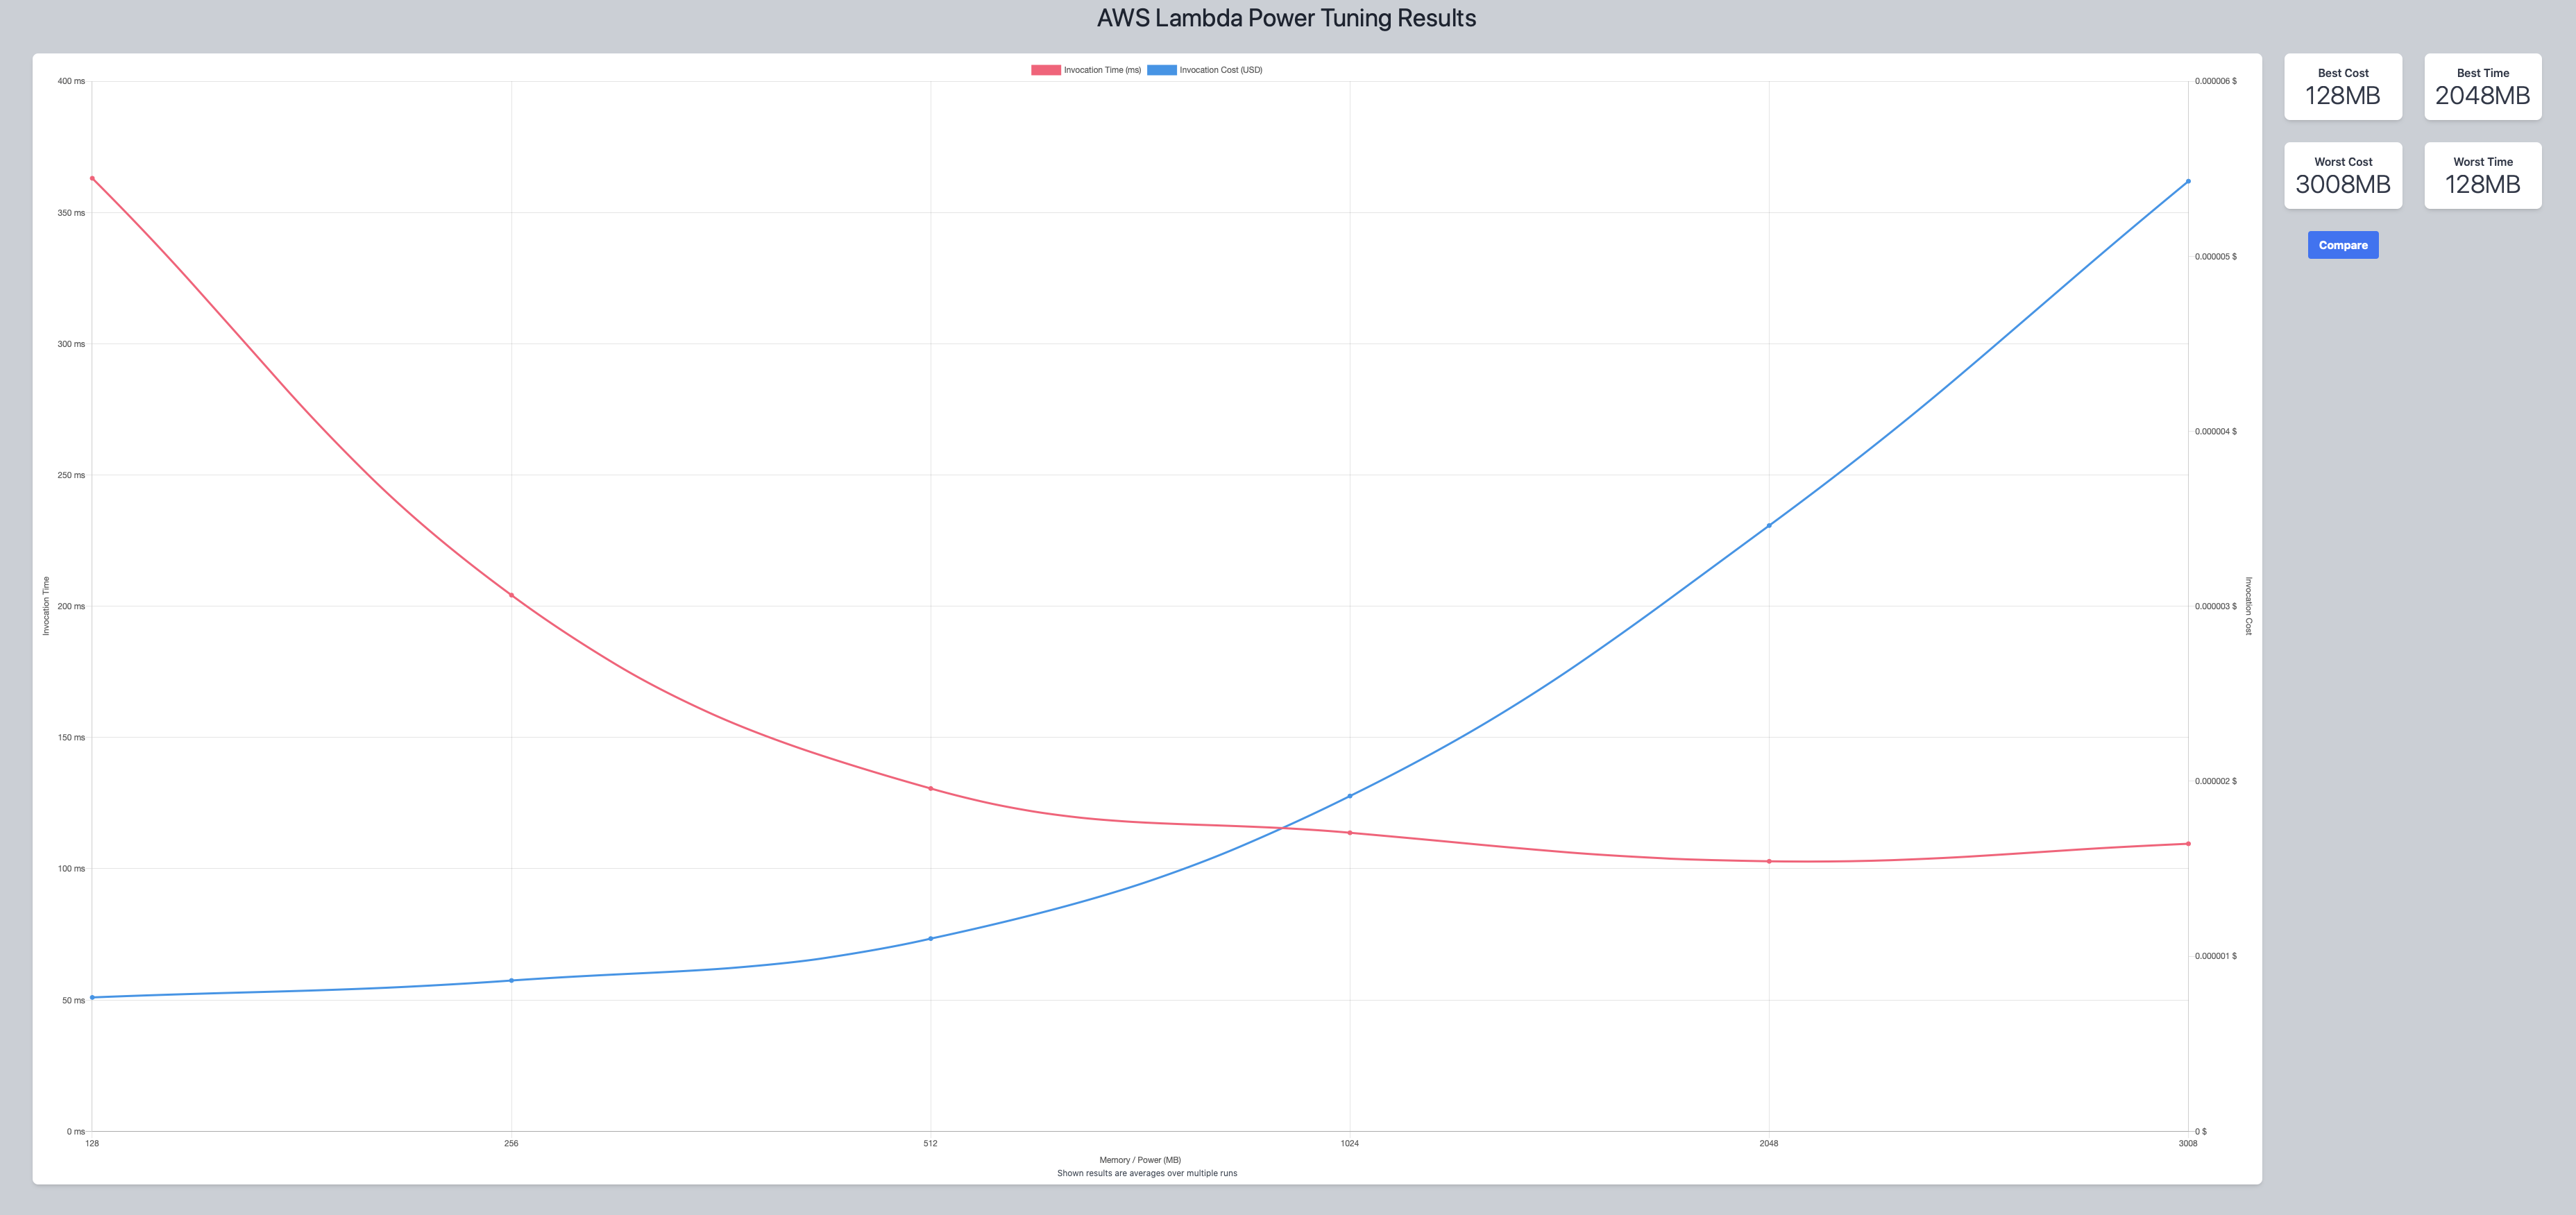 AWS Lambda Power Tuning Results
Invocation Time (ms)
Invocation Cost (USD)
400 ms
350 ms
300 ms
250 ms
200 ms
150 ms
100 ms
50 ms
0 ms
Invocation Time
0.000006 $
0.000005 $
0.000004 $
0.000003 $
0.000002 $
0.000001 $
0 $
Invocation Cost
128
256
512
1024
2048
3008
Memory / Power (MB)
Shown results are averages over multiple runs
Best Cost
128MB
Best Time
2048MB
Worst Cost
3008MB
Worst Time
128MB
Compare